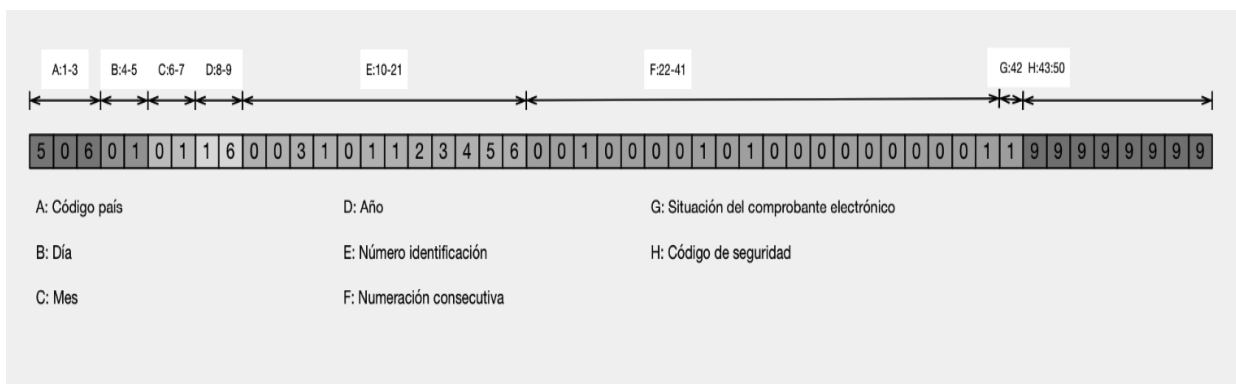 A:1-3 B:4-5 C:6-7 D:8-9 E:10-21 F:22-41 G:42 H:43:50
5 0 6 0 1 0 1 1 6 0 0 3 1 0 1 1 2 3 4 5 6 0 0 1 0 0 0 0 1 0 1 0 0 0 0 0 0 0 0 0 1 1 9 9 9 9 9 9 9 9
A: Código país D: Año G: Situación del comprobante electrónico
B: Día E: Número identificación H: Código de seguridad
C: Mes F: Numeración consecutiva